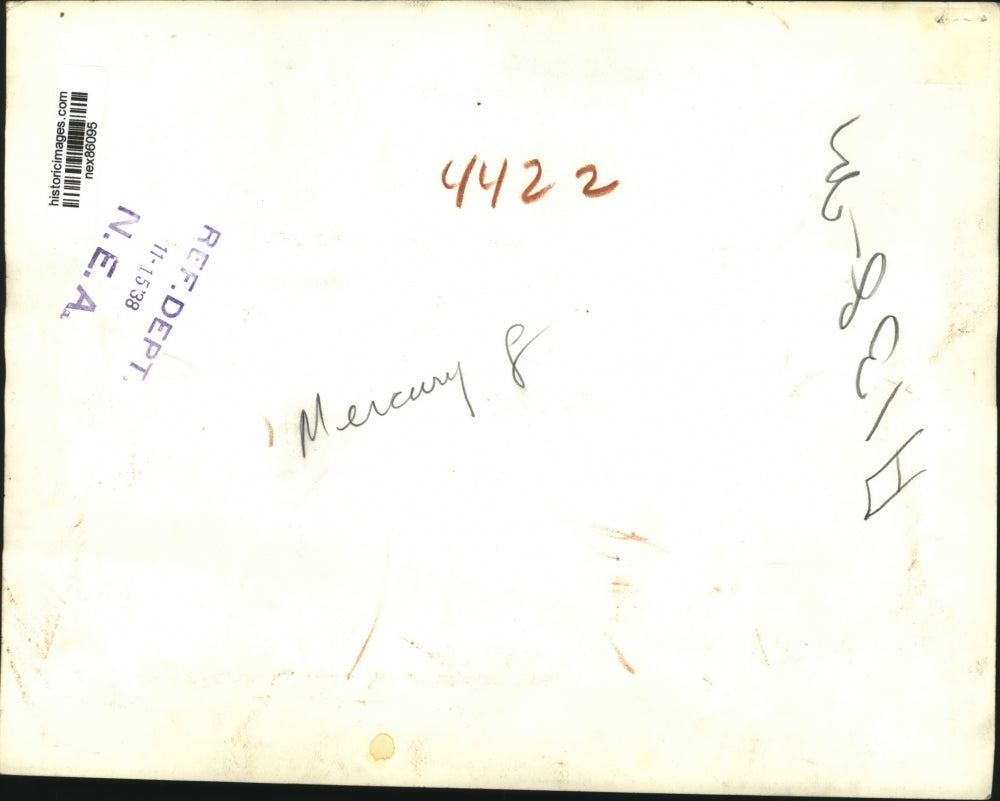 historicimages.com
nex86095
N.E.A.
11-15'38
REF.DEPT.
4422
Mercury 8